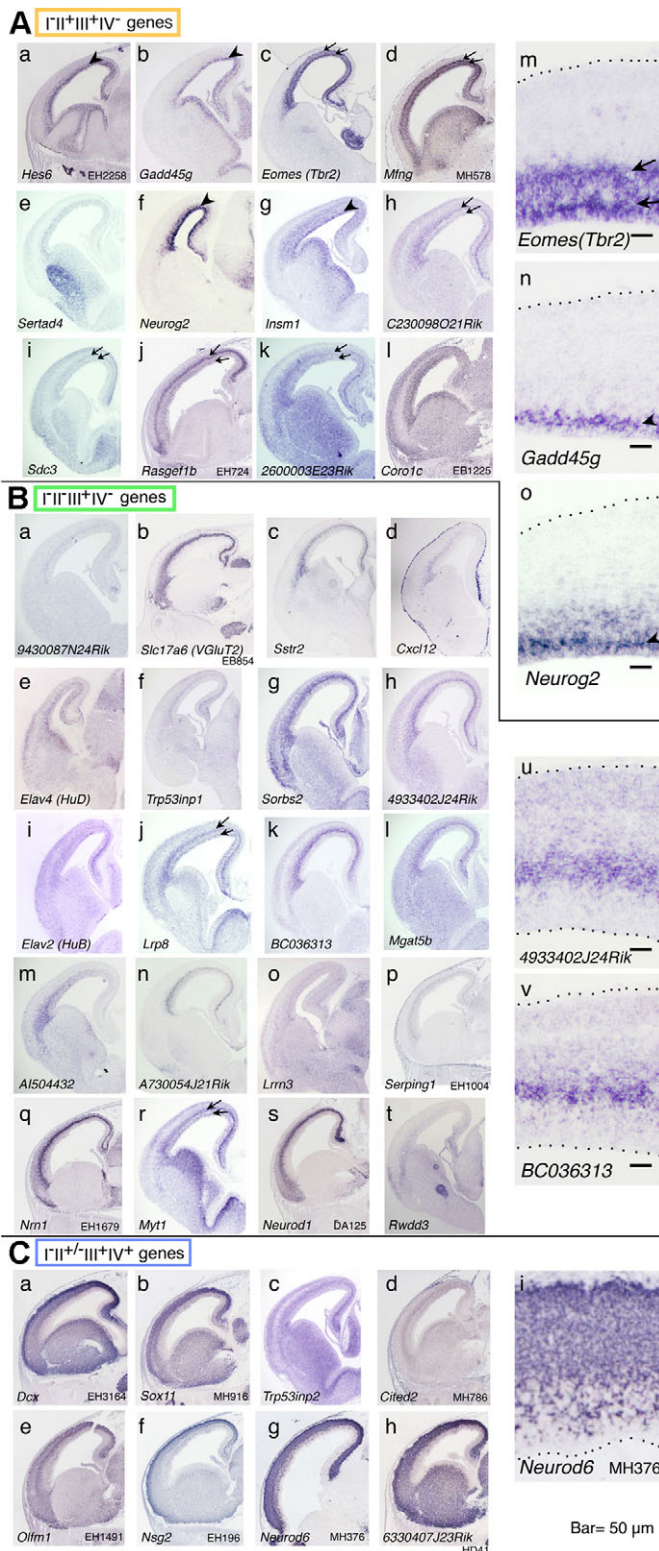 A I⁻II⁺III⁺IV⁻ genes
a b c d m
Hes6 EH2258 Gadd45g Eomes (Tbr2) Mfng MH578
Eomes(Tbr2)
e f g h n
Sertad4 Neurog2 Insm1 C230098O21Rik
i j k l
Sdc3 Rasgef1b EH724 2600003E23Rik Coro1c EB1225
Gadd45g
B I⁻II⁻III⁺IV⁻ genes
a b c d o
9430087N24Rik Slc17a6 (VGluT2) EB854 Sstr2 Cxcl12
Neurog2
e f g h
Elav4 (HuD) Trp53inp1 Sorbs2 4933402J24Rik
u
i j k l
Elav2 (HuB) Lrp8 BC036313 Mgat5b
4933402J24Rik
m n o p v
AI504432 A730054J21Rik Lrrn3 Serping1 EH1004
q r s t
Nrn1 EH1679 Myt1 Neurod1 DA125 Rwdd3
BC036313
C I⁻II⁺/⁻III⁺IV⁺ genes
a b c d i
Dcx EH3164 Sox11 MH916 Trp53inp2 Cited2 MH786
e f g h
Neurod6 MH376
Olfm1 EH1491 Nsg2 EH196 Neurod6 MH376 6330407J23Rik HD41
Bar= 50 µm